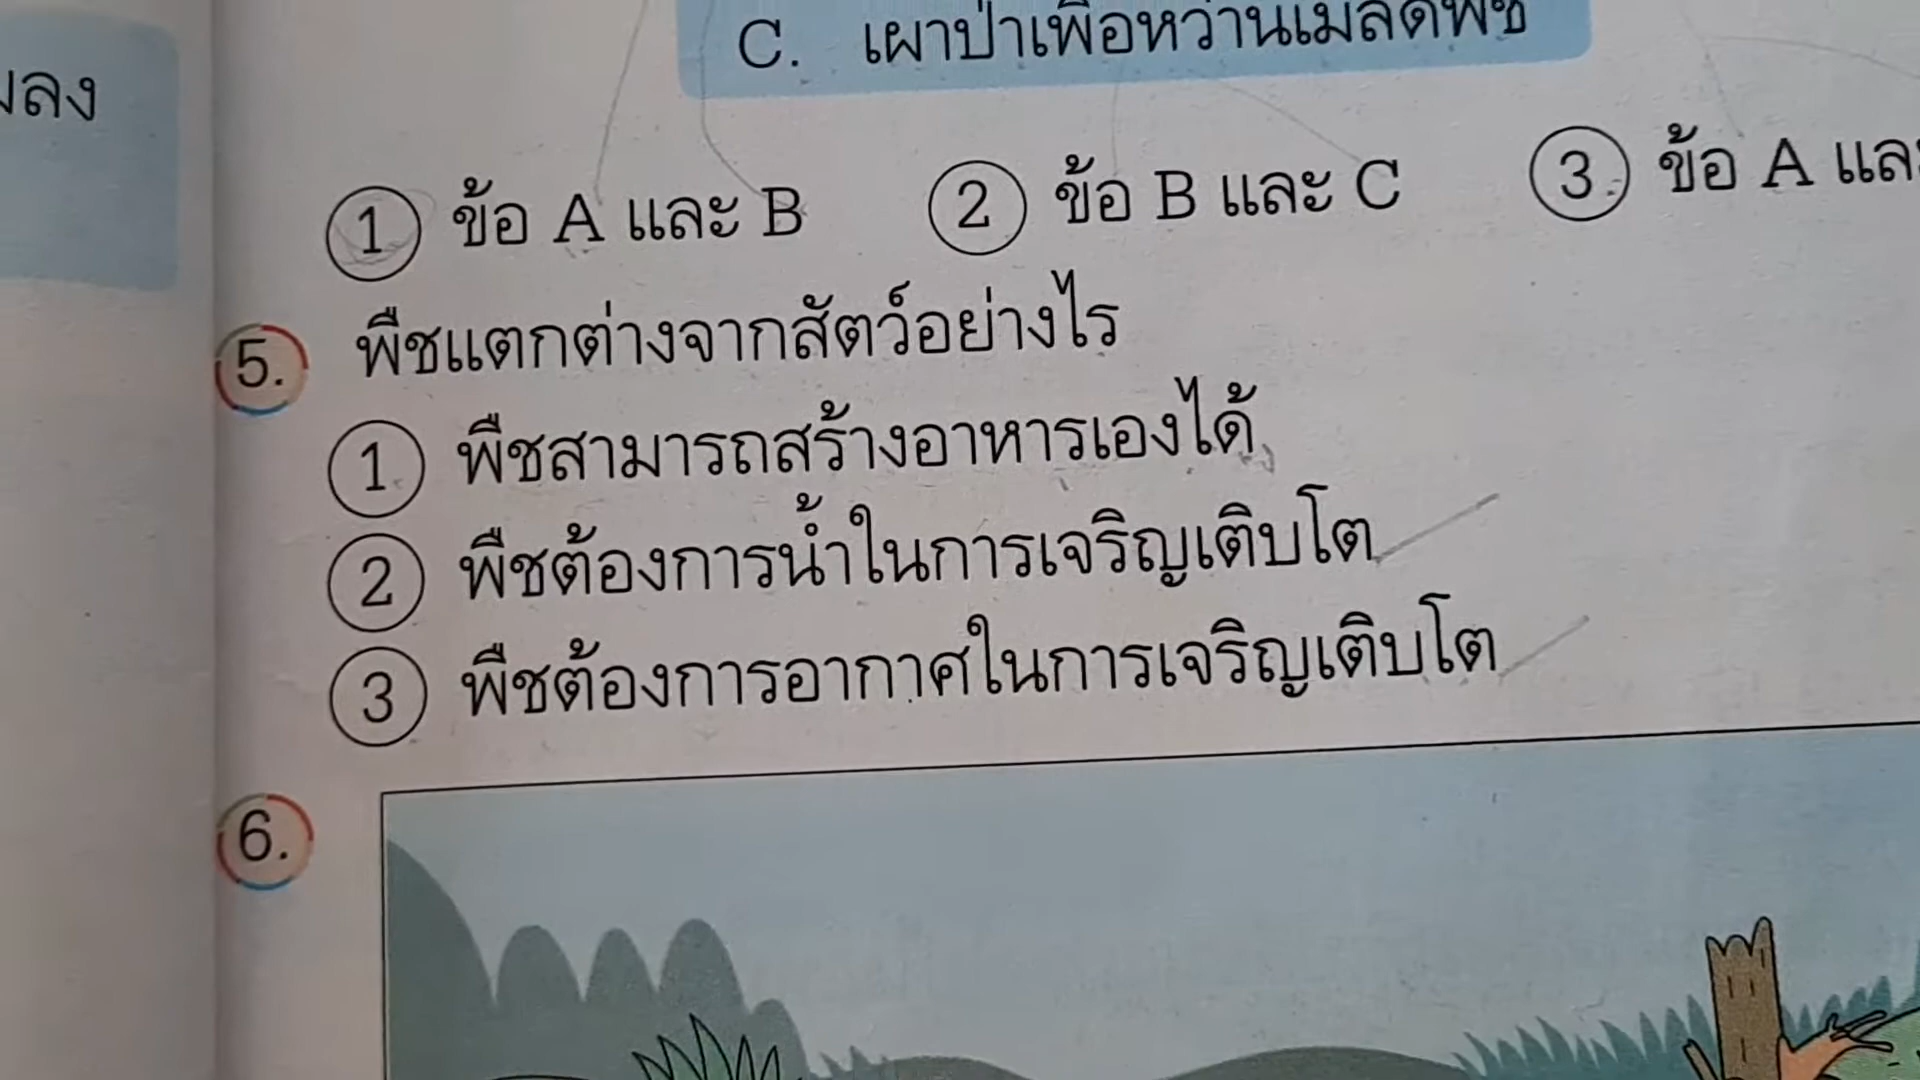 C. เผาป่าเพื่อหว่านเมล็ดพืช
ลง
1 ข้อ A และ B 2 ข้อ B และ C 3 ข้อ A และ
5. พืชแตกต่างจากสัตว์อย่างไร
1 พืชสามารถสร้างอาหารเองได้
2 พืชต้องการน้ำในการเจริญเติบโต
3 พืชต้องการอากาศในการเจริญเติบโต
6.